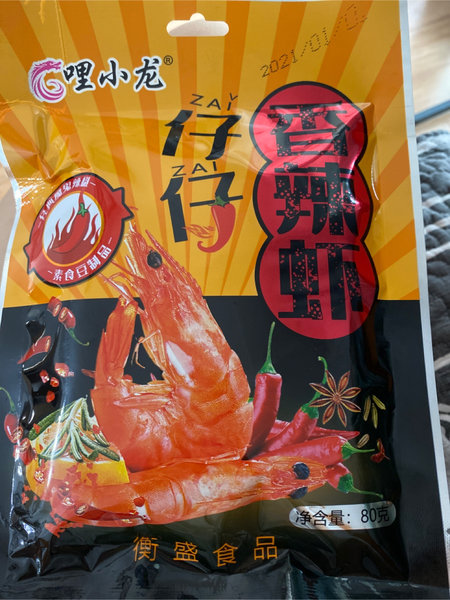 2021/01/0
哩小龙®
ZAI
仔
ZAI
仔
香辣虾
素食豆制品
净含量: 80克
衡盛食品